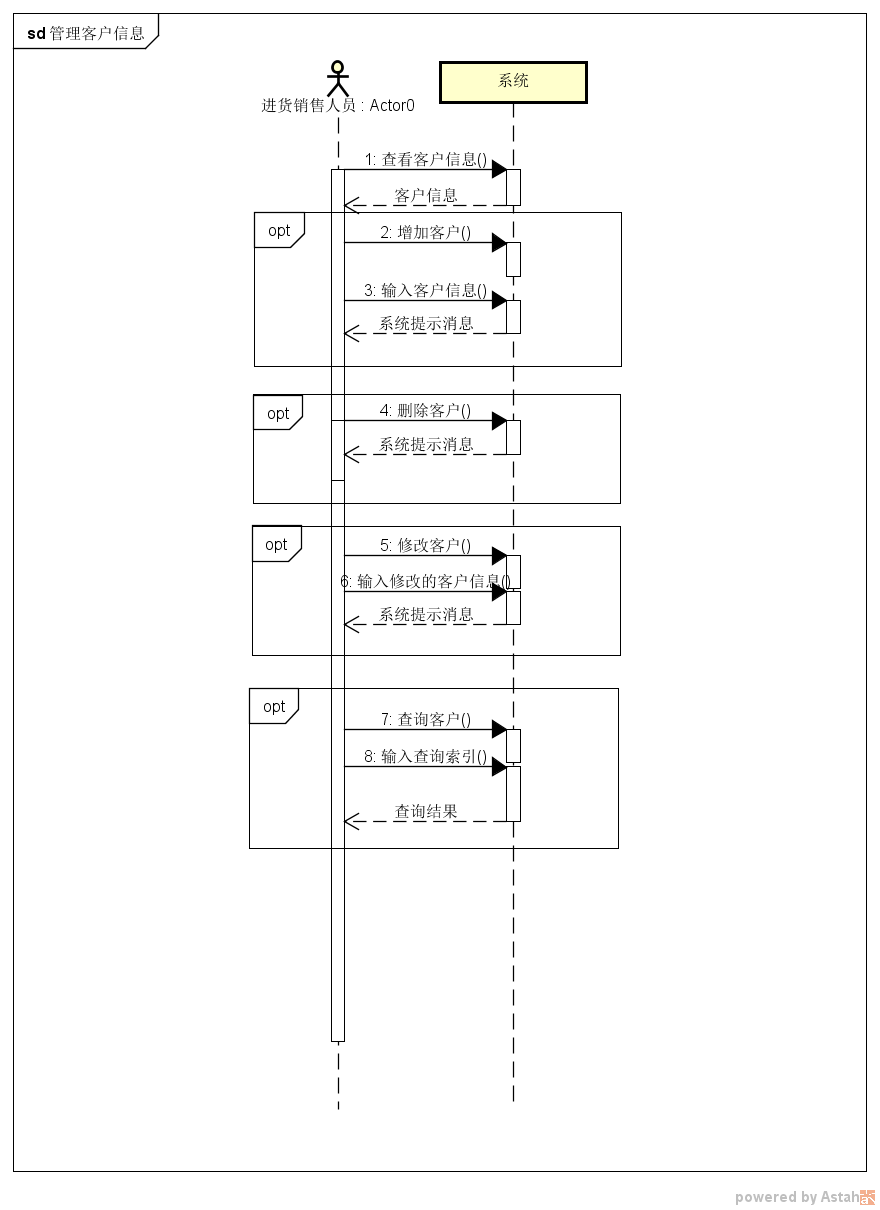 sd 管理客户信息
进货销售人员 : Actor0
系统
1: 查看客户信息()
客户信息
opt
2: 增加客户()
3: 输入客户信息()
系统提示消息
opt
4: 删除客户()
系统提示消息
opt
5: 修改客户()
6: 输入修改的客户信息()
系统提示消息
opt
7: 查询客户()
8: 输入查询索引()
查询结果
powered by Astah